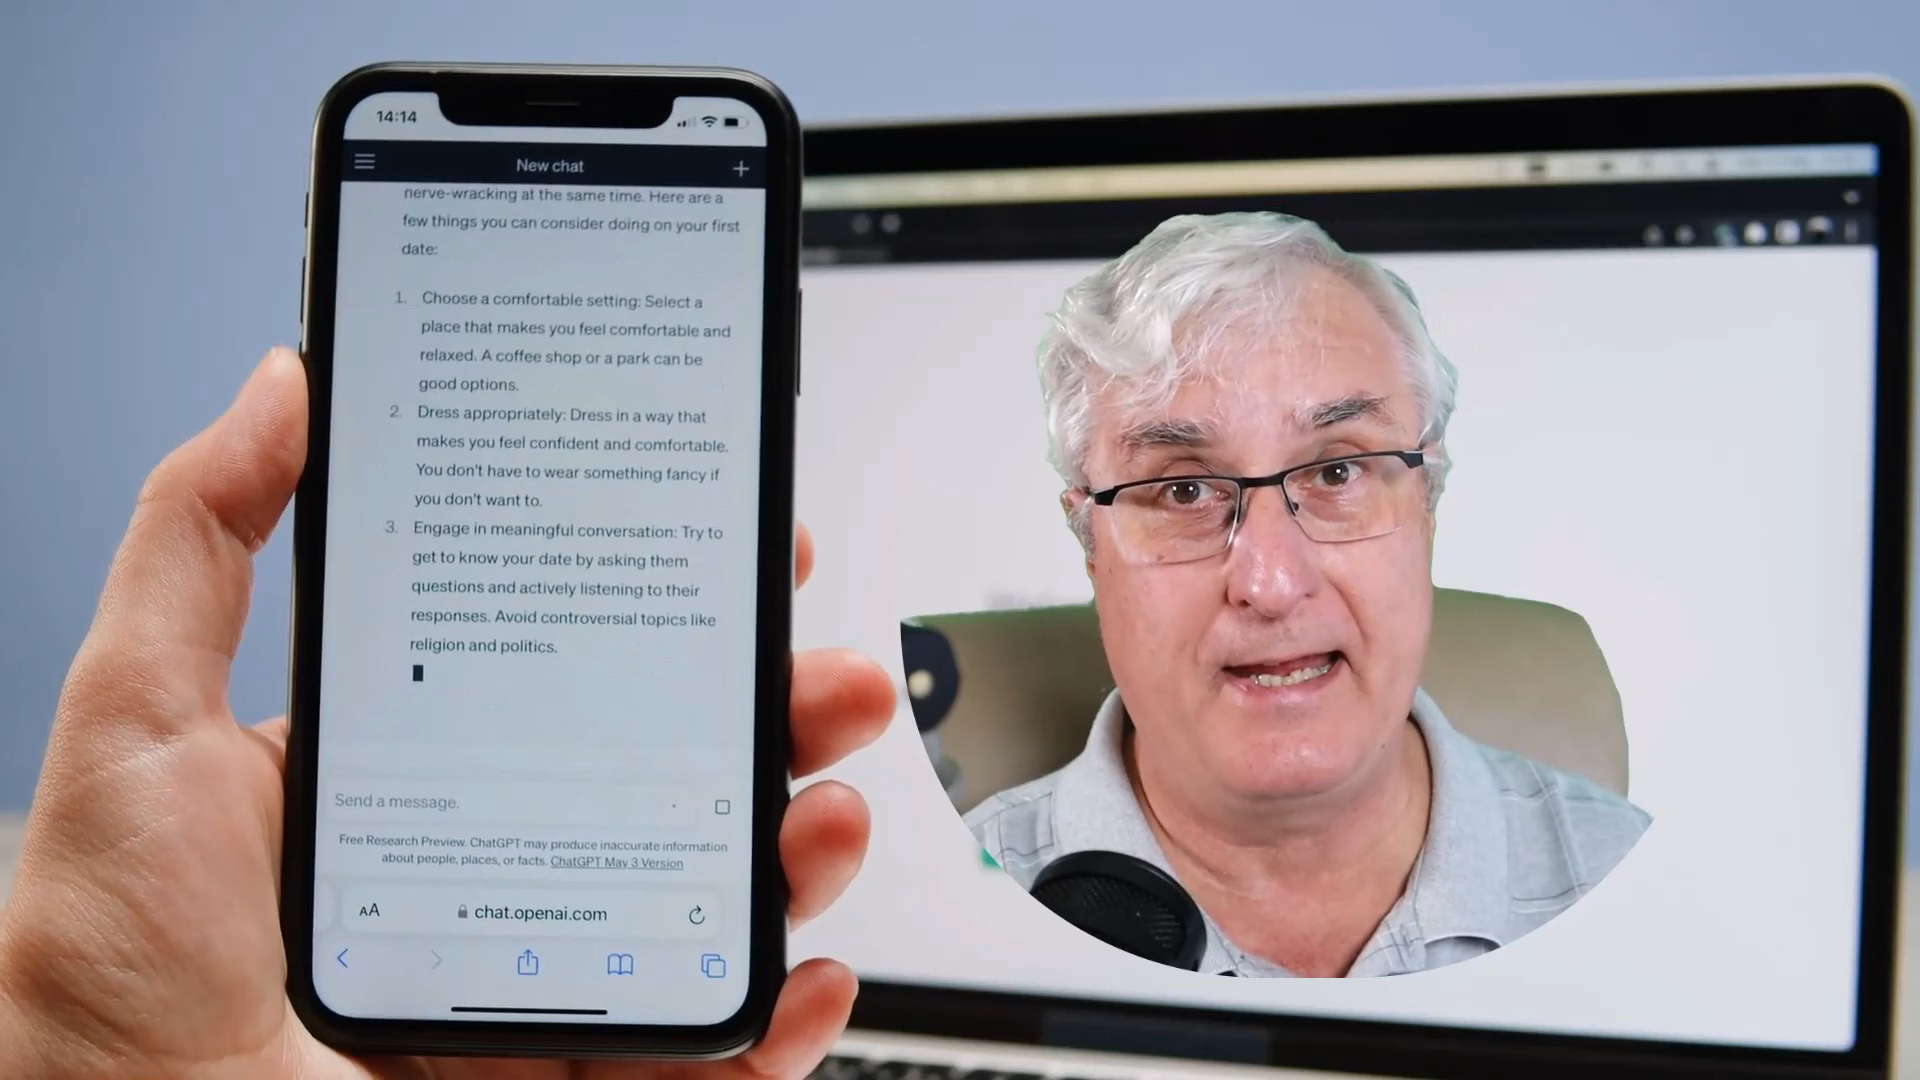 14:14
New chat
nerve-wracking at the same time. Here are a
few things you can consider doing on your first
date:
1. Choose a comfortable setting: Select a
place that makes you feel comfortable and
relaxed. A coffee shop or a park can be
good options.
2. Dress appropriately: Dress in a way that
makes you feel confident and comfortable.
You don't have to wear something fancy if
you don't want to.
3. Engage in meaningful conversation: Try to
get to know your date by asking them
questions and actively listening to their
responses. Avoid controversial topics like
religion and politics.
Send a message.
Free Research Preview. ChatGPT may produce inaccurate information
about people, places, or facts. ChatGPT May 3 Version
AA chat.openai.com